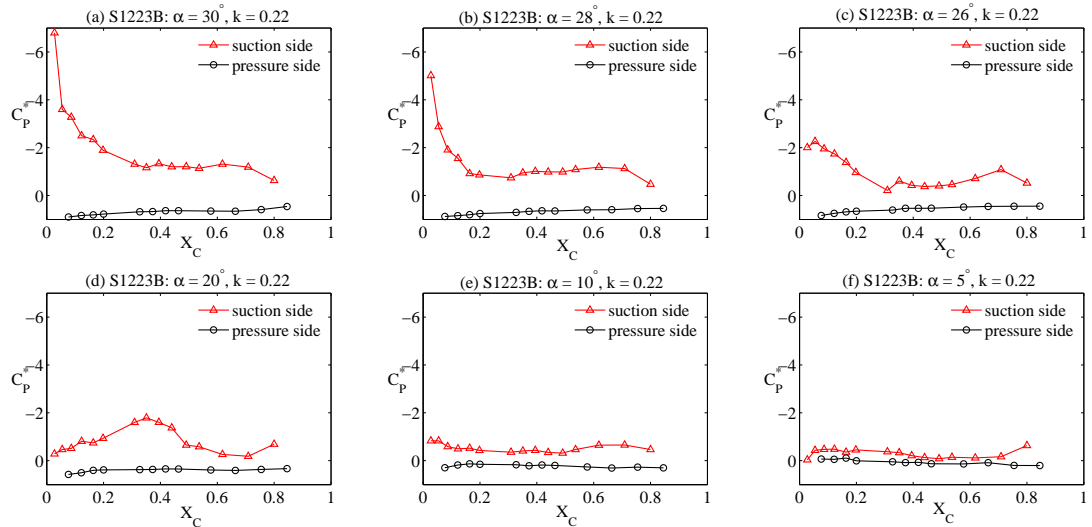 (a) S1223B: α = 30°, k = 0.22
suction side
pressure side
−6
−4
−2
0
C*P
0 0.2 0.4 0.6 0.8 1
X_C
(b) S1223B: α = 28°, k = 0.22
suction side
pressure side
−6
−4
−2
0
C*P
0 0.2 0.4 0.6 0.8 1
X_C
(c) S1223B: α = 26°, k = 0.22
suction side
pressure side
−6
−4
−2
0
C*P
0 0.2 0.4 0.6 0.8 1
X_C
(d) S1223B: α = 20°, k = 0.22
suction side
pressure side
−6
−4
−2
0
C*P
0 0.2 0.4 0.6 0.8 1
X_C
(e) S1223B: α = 10°, k = 0.22
suction side
pressure side
−6
−4
−2
0
C*P
0 0.2 0.4 0.6 0.8 1
X_C
(f) S1223B: α = 5°, k = 0.22
suction side
pressure side
−6
−4
−2
0
C*P
0 0.2 0.4 0.6 0.8 1
X_C